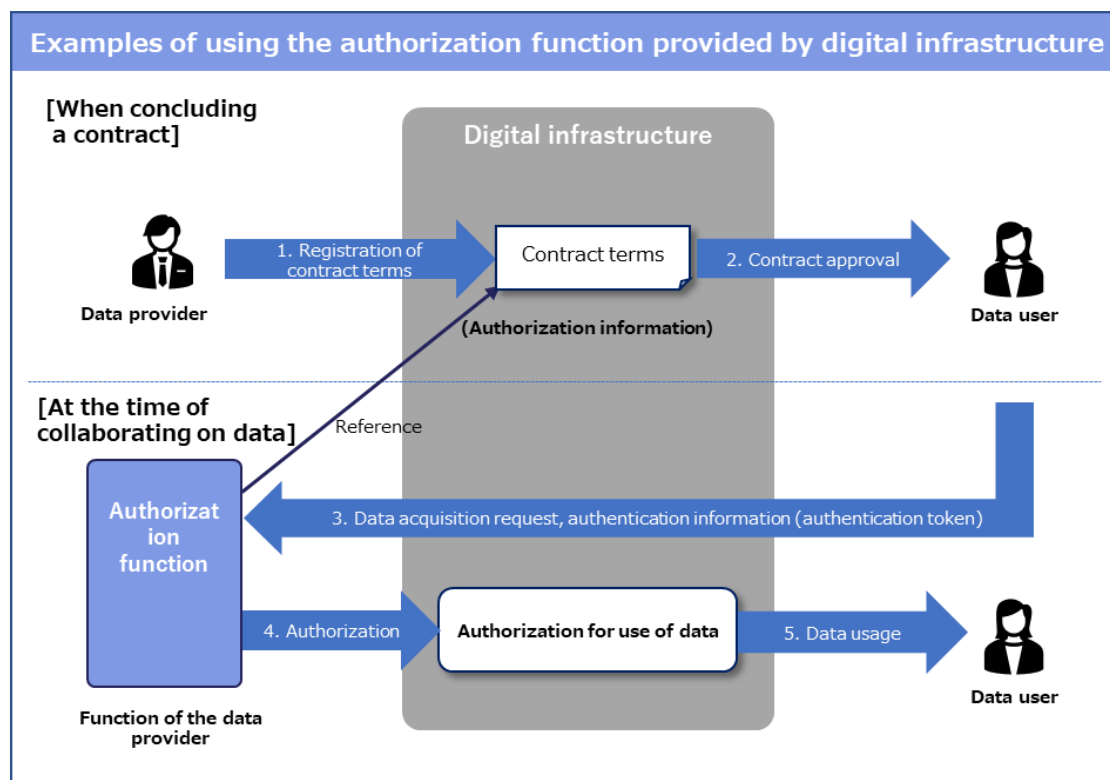 Examples of using the authorization function provided by digital infrastructure
[When concluding
a contract]
Digital infrastructure
1. Registration of
contract terms
Contract terms
2. Contract approval
Data provider
(Authorization information)
Data user
[At the time of
collaborating on data]
Reference
Authorizat
ion
function
3. Data acquisition request, authentication information (authentication token)
4. Authorization
Authorization for use of data
5. Data usage
Function of the data
provider
Data user